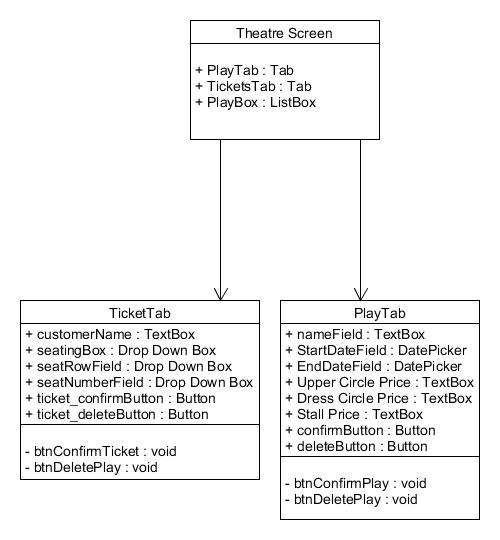 Theatre Screen
+ PlayTab : Tab
+ TicketsTab : Tab
+ PlayBox : ListBox
TicketTab
+ customerName : TextBox
+ seatingBox : Drop Down Box
+ seatRowField : Drop Down Box
+ seatNumberField : Drop Down Box
+ ticket_confirmButton : Button
+ ticket_deleteButton : Button
- btnConfirmTicket : void
- btnDeletePlay : void
PlayTab
+ nameField : TextBox
+ StartDateField : DatePicker
+ EndDateField : DatePicker
+ Upper Circle Price : TextBox
+ Dress Circle Price : TextBox
+ Stall Price : TextBox
+ confirmButton : Button
+ deleteButton : Button
- btnConfirmPlay : void
- btnDeletePlay : void